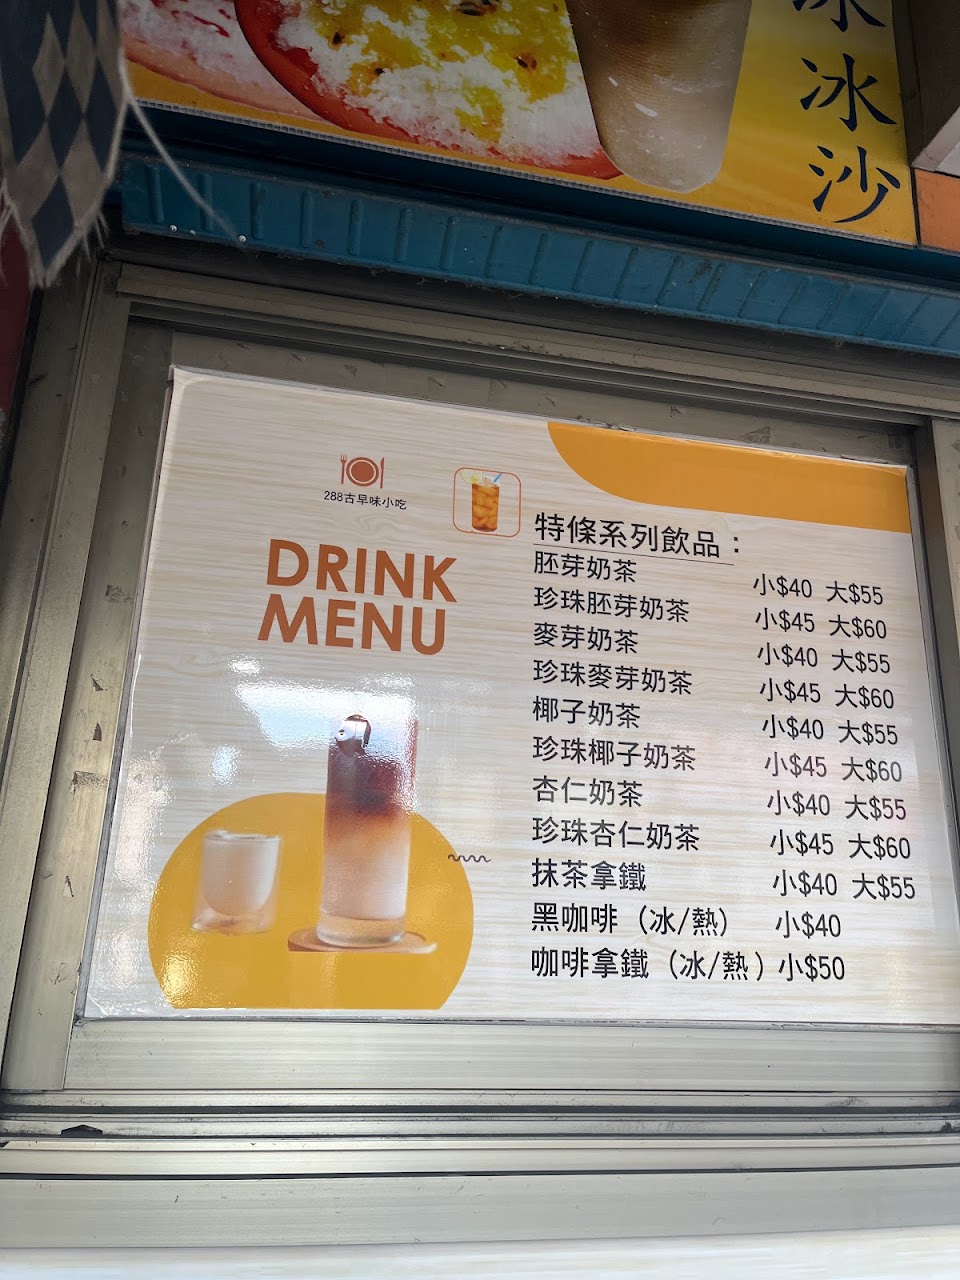 冰
冰
沙
288古早味小吃
DRINK
MENU
特條系列飲品：
胚芽奶茶 小$40 大$55
珍珠胚芽奶茶 小$45 大$60
麥芽奶茶 小$40 大$55
珍珠麥芽奶茶 小$45 大$60
椰子奶茶 小$40 大$55
珍珠椰子奶茶 小$45 大$60
杏仁奶茶 小$40 大$55
珍珠杏仁奶茶 小$45 大$60
抹茶拿鐵 小$40 大$55
黑咖啡（冰/熱） 小$40
咖啡拿鐵（冰/熱）小$50